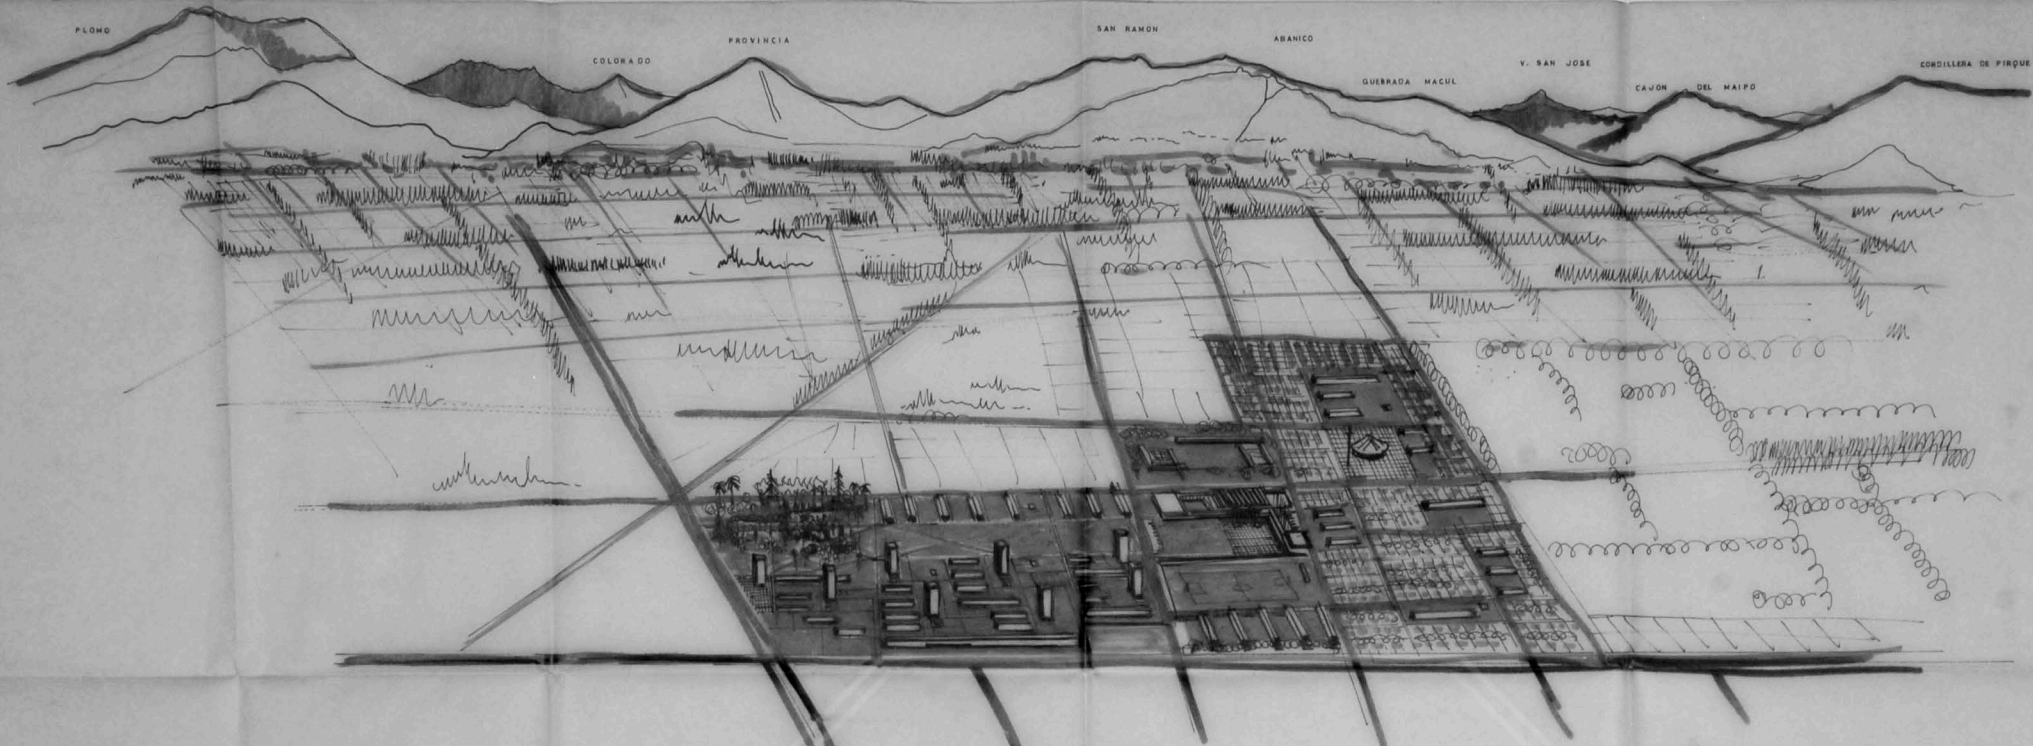 PLOMO
COLORADO
PROVINCIA
SAN RAMON
ABANICO
QUEBRADA MACUL
V. SAN JOSE
CAJON DEL MAIPO
CORDILLERA DE PIRQUE